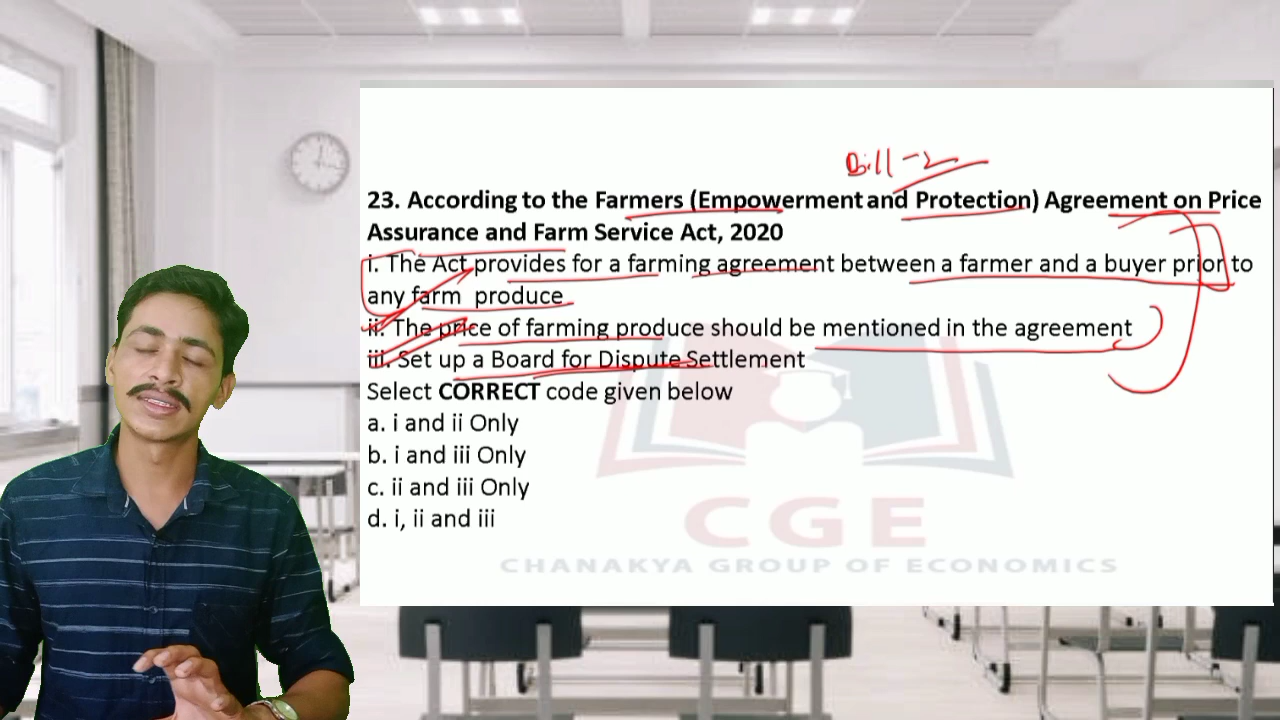 Bill -2
23. According to the Farmers (Empowerment and Protection) Agreement on Price
Assurance and Farm Service Act, 2020
i. The Act provides for a farming agreement between a farmer and a buyer prior to
any farm produce
ii. The price of farming produce should be mentioned in the agreement
iii. Set up a Board for Dispute Settlement
Select CORRECT code given below
a. i and ii Only
b. i and iii Only
c. ii and iii Only
d. i, ii and iii
CGE
CHANAKYA GROUP OF ECONOMICS